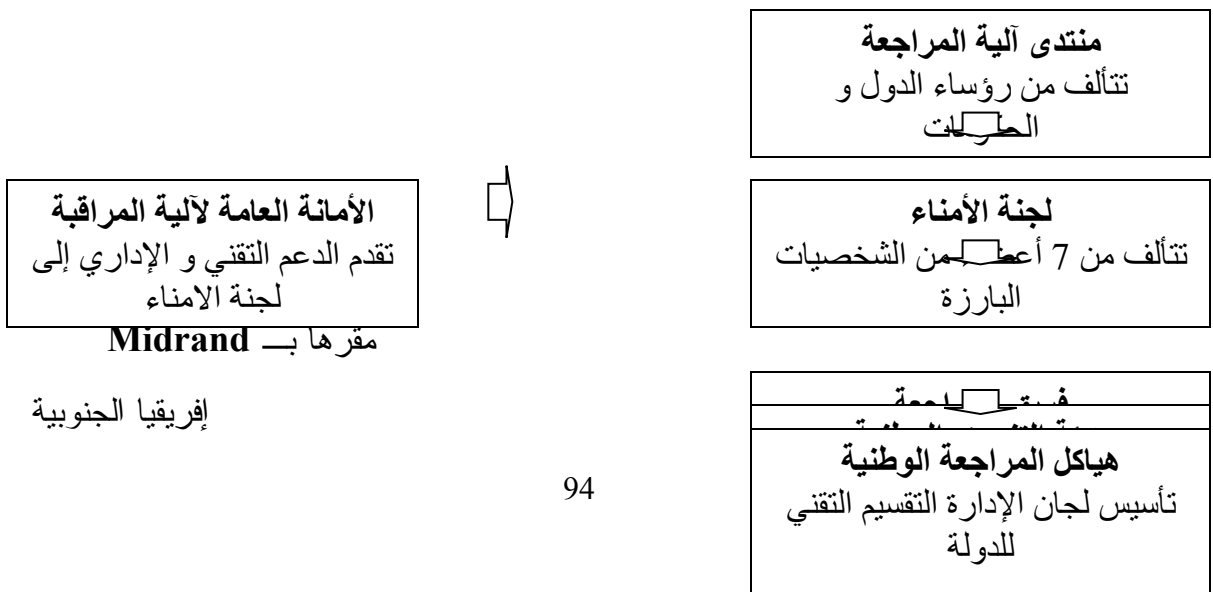 منتدى آلية المراجعة
تتألف من رؤساء الدول و
لجنة الأمناء
تتألف من 7 من الشخصيات
البارزة
الأمانة العامة لآلية المراقبة
تقدم الدعم التقني و الإداري إلى
لجنة الامناء
مقرها بـــ Midrand
إفريقيا الجنوبية
هياكل المراجعة الوطنية
تأسيس لجان الإدارة التقسيم التقني
للدولة
94